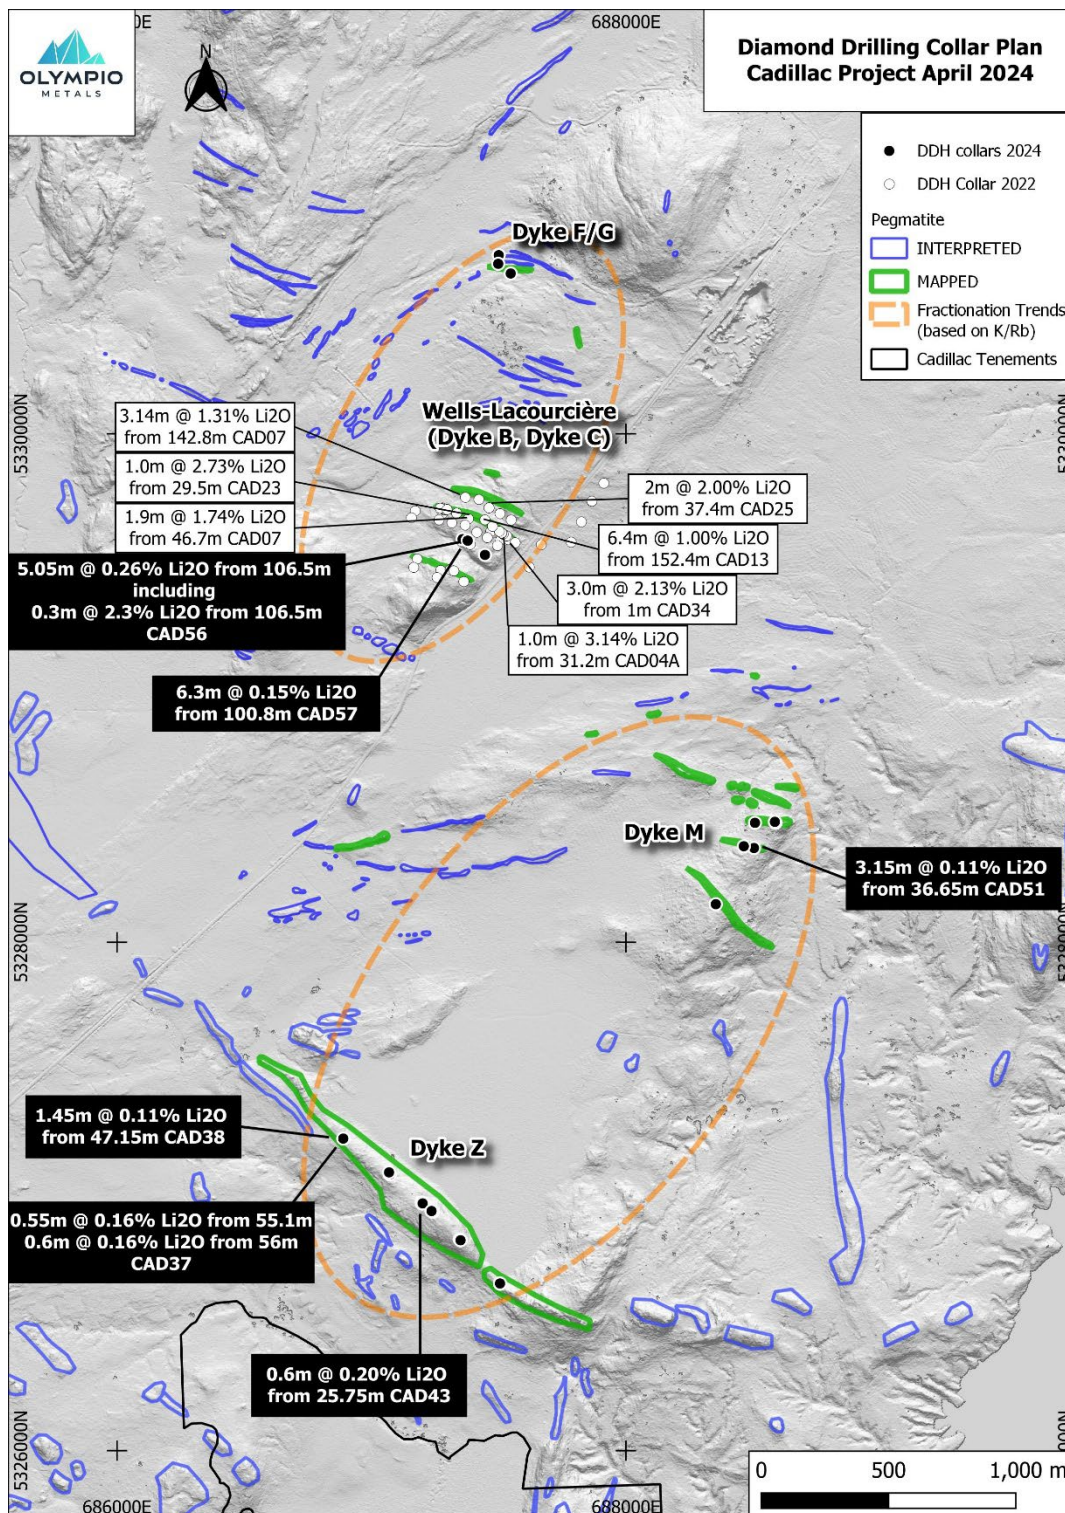 OLYMPIO
METALS
N
688000E
Diamond Drilling Collar Plan
Cadillac Project April 2024
DDH collars 2024
DDH Collar 2022
Pegmatite
INTERPRETED
MAPPED
Fractionation Trends
(based on K/Rb)
Cadillac Tenements
Dyke F/G
5330000N
Wells-Lacourcière
(Dyke B, Dyke C)
3.14m @ 1.31% Li2O
from 142.8m CAD07
1.0m @ 2.73% Li2O
from 29.5m CAD23
1.9m @ 1.74% Li2O
from 46.7m CAD07
2m @ 2.00% Li2O
from 37.4m CAD25
6.4m @ 1.00% Li2O
from 152.4m CAD13
3.0m @ 2.13% Li2O
from 1m CAD34
1.0m @ 3.14% Li2O
from 31.2m CAD04A
5.05m @ 0.26% Li2O from 106.5m
including
0.3m @ 2.3% Li2O from 106.5m
CAD56
6.3m @ 0.15% Li2O
from 100.8m CAD57
Dyke M
3.15m @ 0.11% Li2O
from 36.65m CAD51
5328000N
1.45m @ 0.11% Li2O
from 47.15m CAD38
Dyke Z
0.55m @ 0.16% Li2O from 55.1m
0.6m @ 0.16% Li2O from 56m
CAD37
0.6m @ 0.20% Li2O
from 25.75m CAD43
5326000N
0 500 1,000 m
686000E
688000E